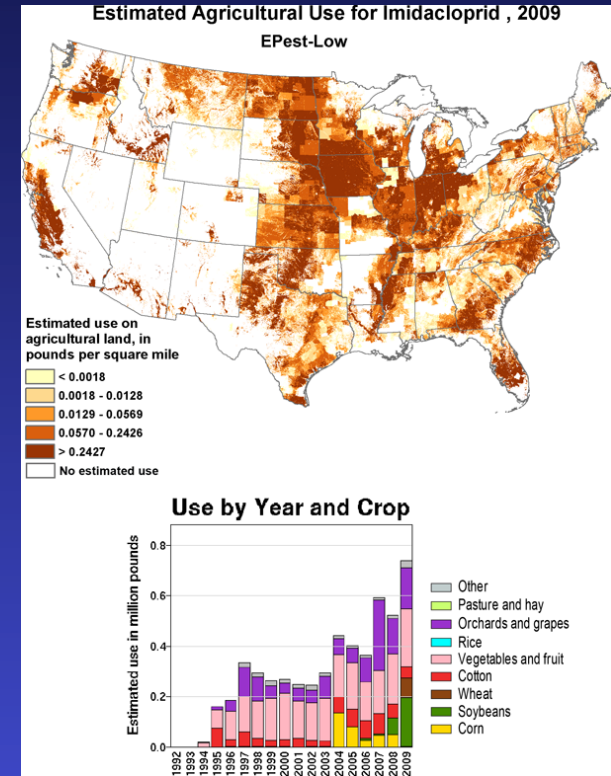 Estimated Agricultural Use for Imidacloprid , 2009
EPest-Low
Estimated use on
agricultural land, in
pounds per square mile
< 0.0018
0.0018 - 0.0128
0.0129 - 0.0569
0.0570 - 0.2426
> 0.2427
No estimated use
Use by Year and Crop
Estimated use in million pounds
0.8
0.6
0.4
0.2
0.0
1992
1993
1994
1995
1996
1997
1998
1999
2000
2001
2002
2003
2004
2005
2006
2007
2008
2009
Other
Pasture and hay
Orchards and grapes
Rice
Vegetables and fruit
Cotton
Wheat
Soybeans
Corn